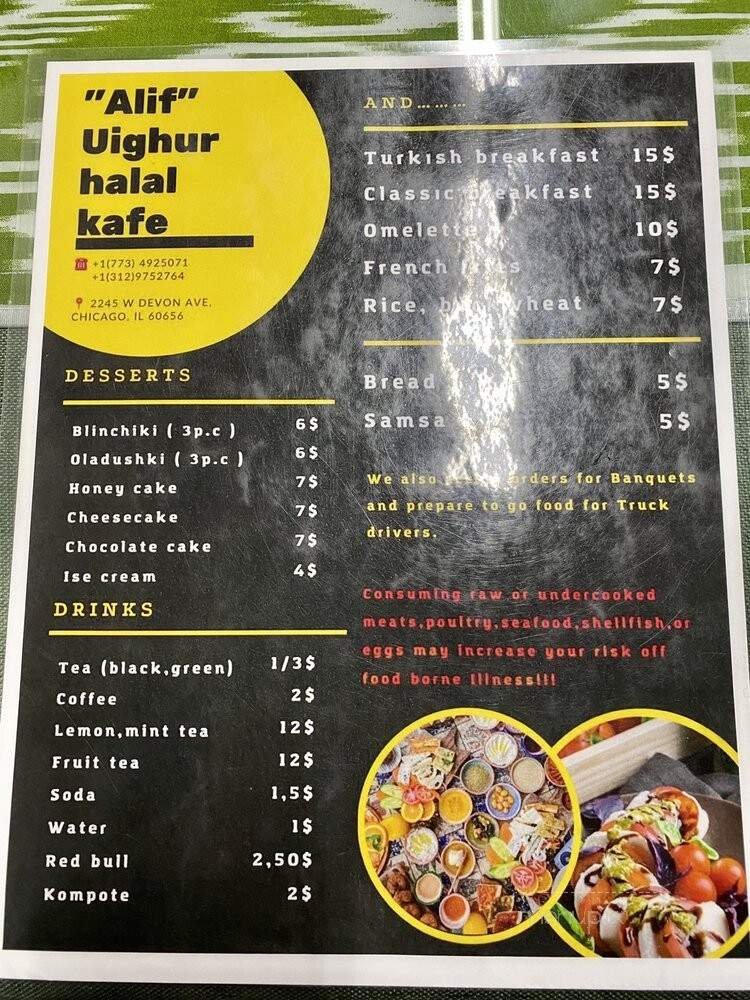 "Alif"
Uighur
halal
kafe
+1(773) 4925071
+1(312)9752764
2245 W DEVON AVE,
CHICAGO, IL 60656
DESSERTS
Blinchiki ( 3p.c ) 6$
Oladushki ( 3p.c ) 6$
Honey cake 7$
Cheesecake 7$
Chocolate cake 7$
Ise cream 4$
DRINKS
Tea (black,green) 1/3$
Coffee 2$
Lemon,mint tea 12$
Fruit tea 12$
Soda 1,5$
Water 1$
Red bull 2,50$
Kompote 2$
AND.........
Turkish breakfast 15$
Classic breakfast 15$
Omelette 10$
French fries 7$
Rice, 7$
Bread 5$
Samsa 5$
We also orders for Banquets
and prepare to go food for Truck
drivers.
Consuming raw or undercooked
meats,poultry,seafood,shellfish,or
eggs may increase your risk off
food borne Illness!!!